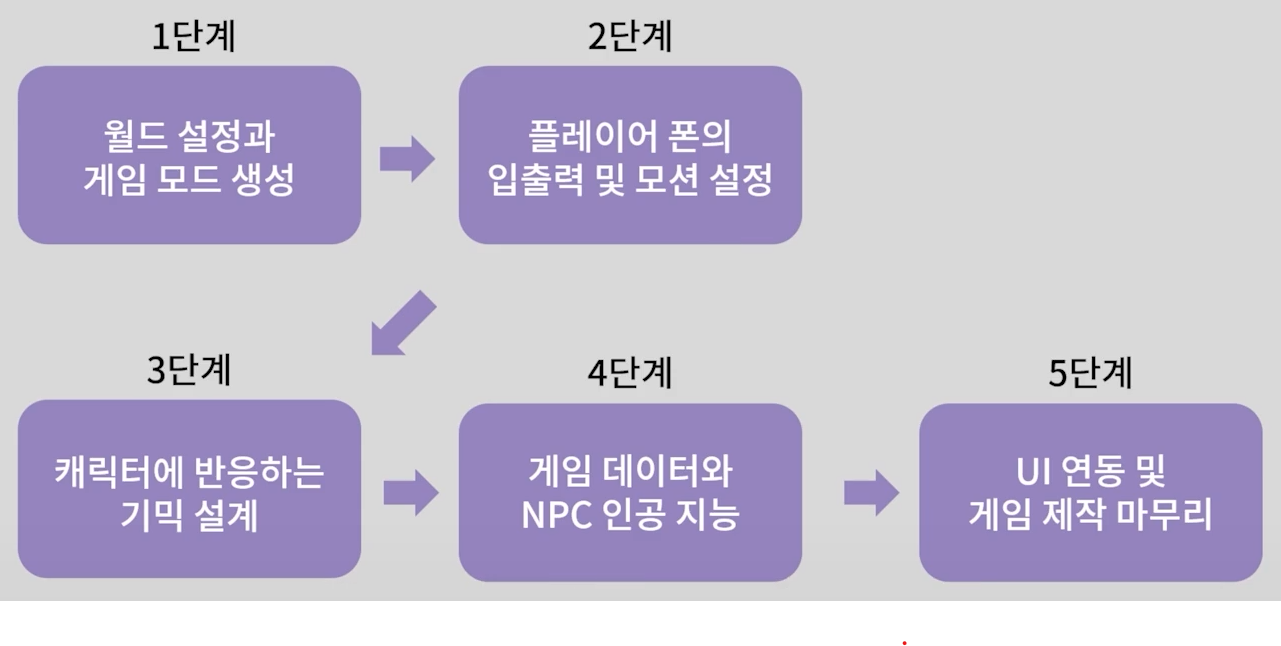 1단계
월드 설정과
게임 모드 생성
2단계
플레이어 폰의
입출력 및 모션 설정
3단계
캐릭터에 반응하는
기믹 설계
4단계
게임 데이터와
NPC 인공 지능
5단계
UI 연동 및
게임 제작 마무리